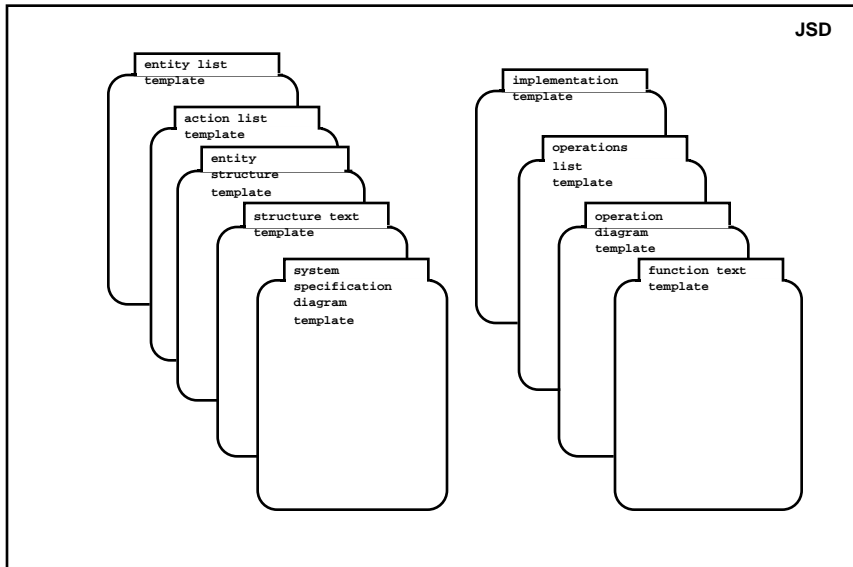 JSD
entity list
template
action list
template
entity
structure
template
structure text
template
system
specification
diagram
template
implementation
template
operations
list
template
operation
diagram
template
function text
template